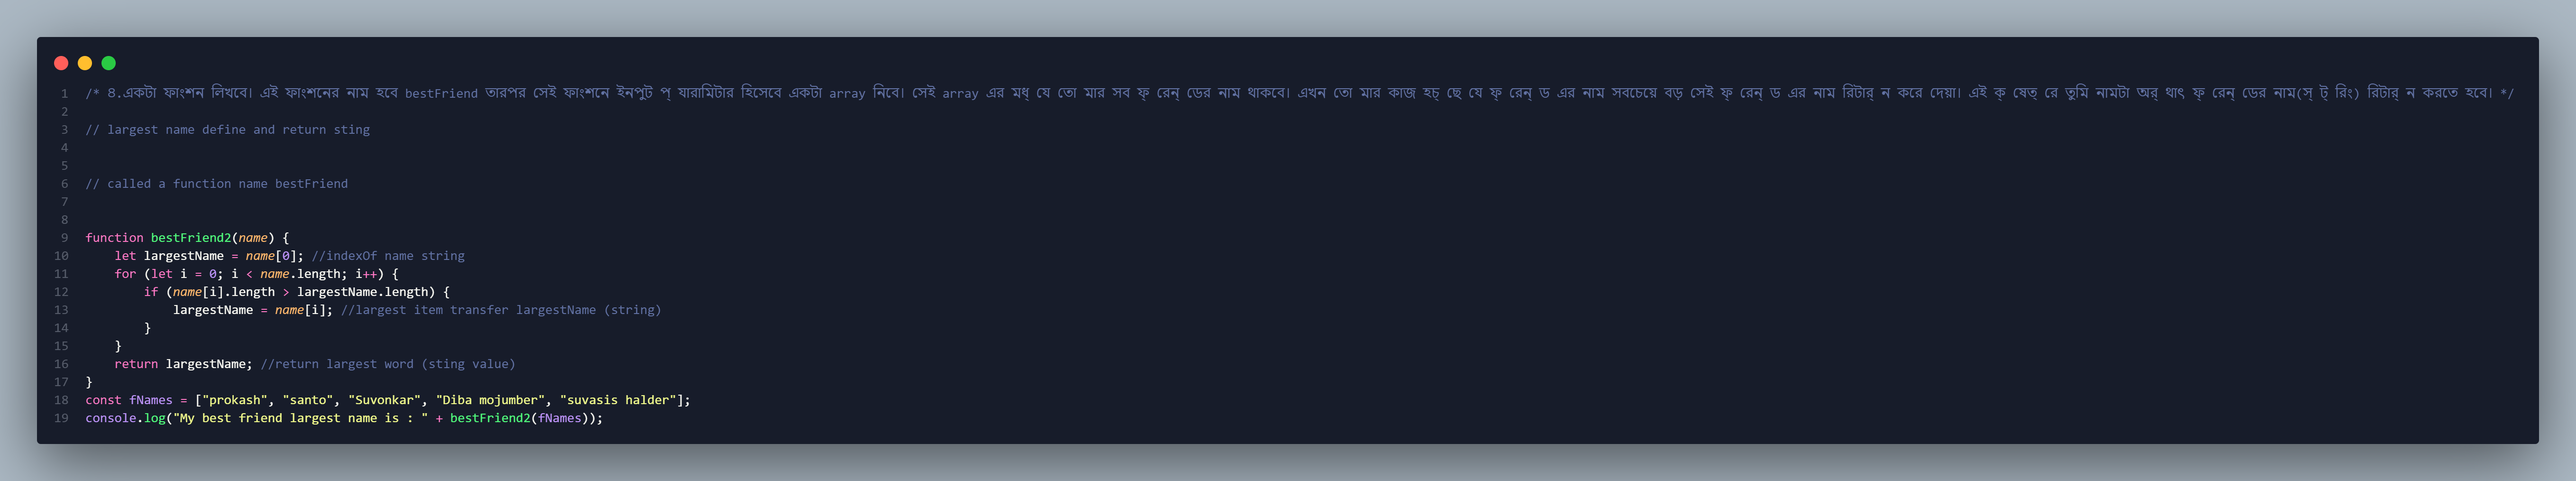 1 /* ৪.একটা ফাংশন লিখবে। এই ফাংশনের নাম হবে bestFriend তারপর সেই ফাংশনে ইনপুট প্ যারামিটার হিসেবে একটা array নিবে। সেই array এর মধ্ যে তো মার সব ফ্ রেন্ ডের নাম থাকবে। এখন তো মার কাজ হচ্ ছে যে ফ্ রেন্ ড এর নাম সবচেয়ে বড় সেই ফ্ রেন্ ড এর নাম রিটার্ ন করে দেয়া। এই ক্ ষেত্ রে তুমি নামটা অর্ থাৎ ফ্ রেন্ ডের নাম(স্ ট্ রিং) রিটার্ ন করতে হবে। */
2
3 // largest name define and return sting
4
5
6 // called a function name bestFriend
7
8
9 function bestFriend2(name) {
10 let largestName = name[0]; //indexOf name string
11 for (let i = 0; i < name.length; i++) {
12 if (name[i].length > largestName.length) {
13 largestName = name[i]; //largest item transfer largestName (string)
14 }
15 }
16 return largestName; //return largest word (sting value)
17 }
18 const fNames = ["prokash", "santo", "Suvonkar", "Diba mojumber", "suvasis halder"];
19 console.log("My best friend largest name is : " + bestFriend2(fNames));